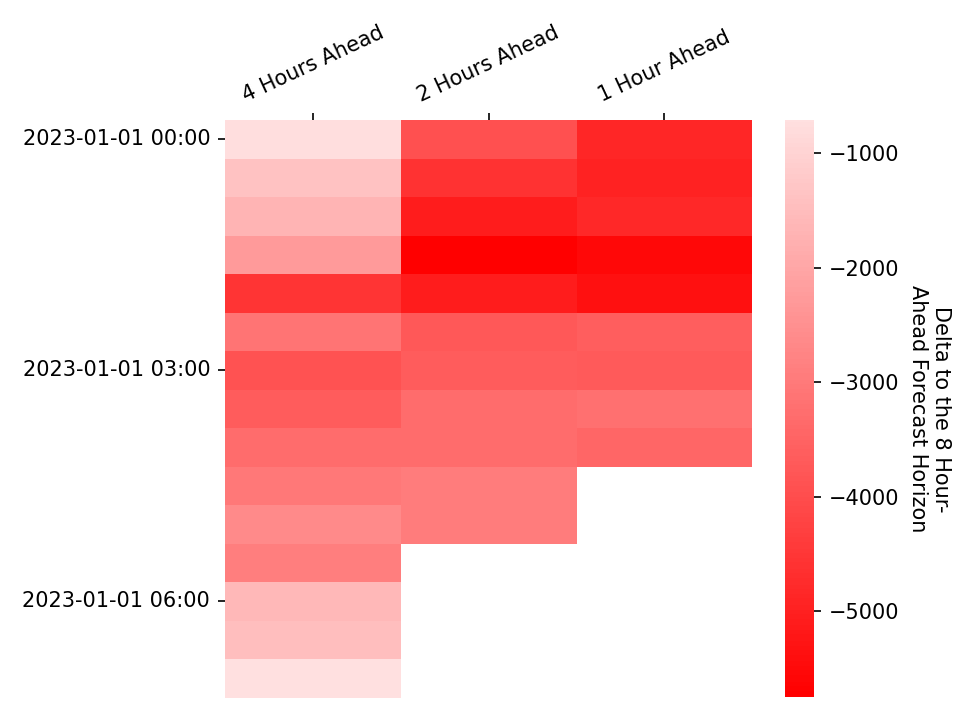 4 Hours Ahead
2 Hours Ahead
1 Hour Ahead
2023-01-01 00:00
2023-01-01 03:00
2023-01-01 06:00
−1000
−2000
−3000
−4000
−5000
Delta to the 8 Hour-
Ahead Forecast Horizon